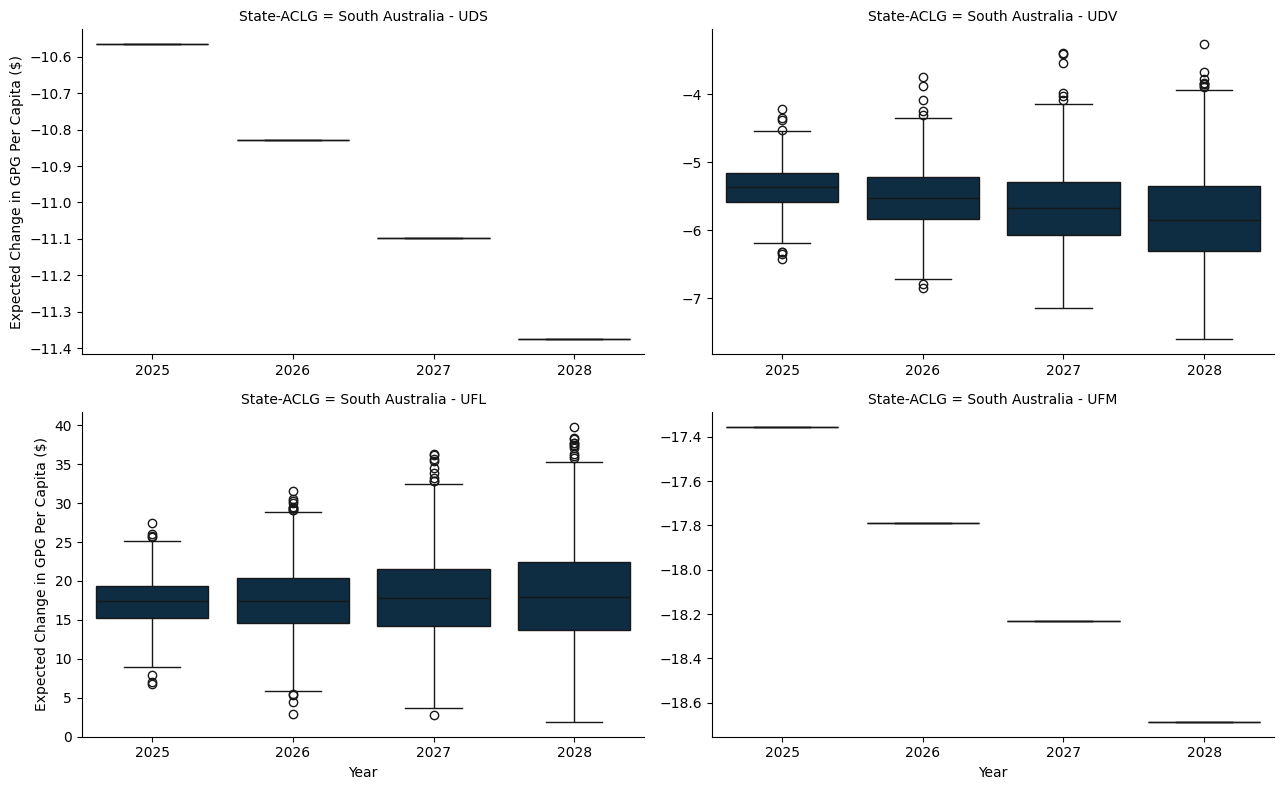 State-ACLG = South Australia - UDS
Expected Change in GPG Per Capita ($)
−10.6
−10.7
−10.8
−10.9
−11.0
−11.1
−11.2
−11.3
−11.4
2025 2026 2027 2028
State-ACLG = South Australia - UDV
−4
−5
−6
−7
2025 2026 2027 2028
State-ACLG = South Australia - UFL
Expected Change in GPG Per Capita ($)
40
35
30
25
20
15
10
5
0
2025 2026 2027 2028
Year
State-ACLG = South Australia - UFM
−17.4
−17.6
−17.8
−18.0
−18.2
−18.4
−18.6
2025 2026 2027 2028
Year